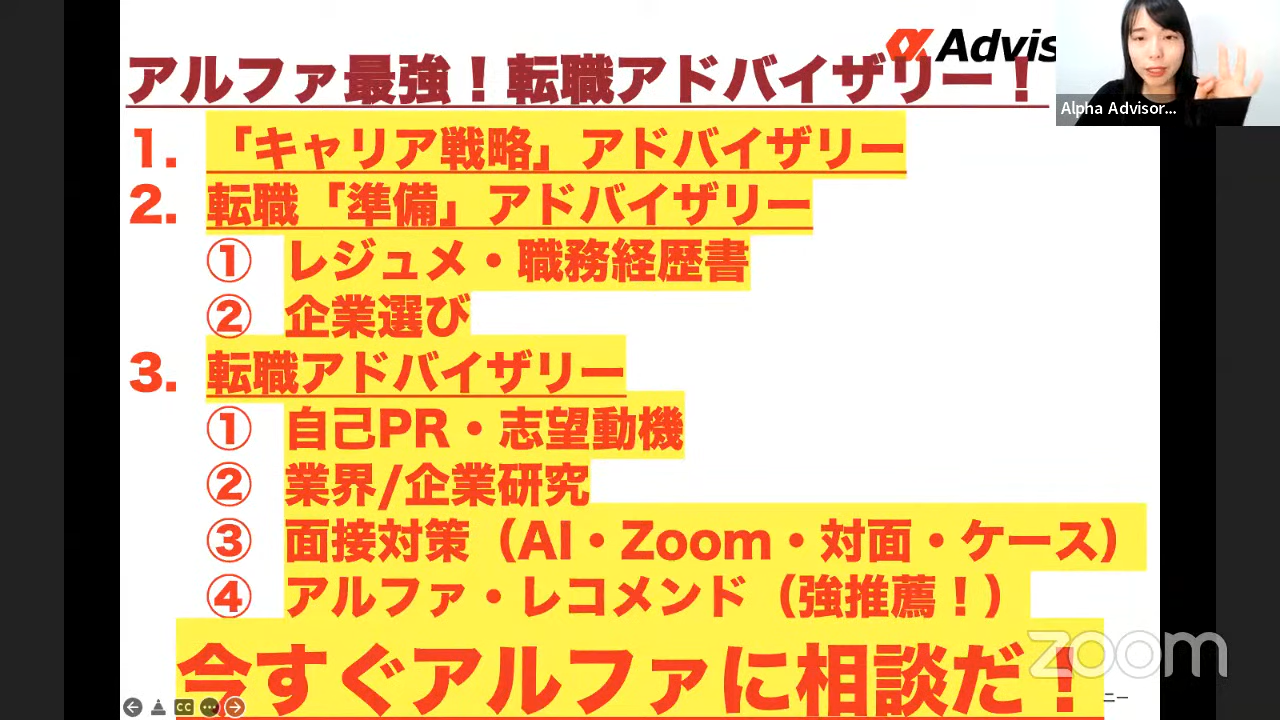 α Advis
アルファ最強！転職アドバイザリー！
Alpha Advisor...
1. 「キャリア戦略」アドバイザリー
2. 転職「準備」アドバイザリー
① レジュメ・職務経歴書
② 企業選び
3. 転職アドバイザリー
① 自己PR・志望動機
② 業界/企業研究
③ 面接対策（AI・Zoom・対面・ケース）
④ アルファ・レコメンド（強推薦！）
今すぐアルファに相談だ！
zoom
CC
ニー